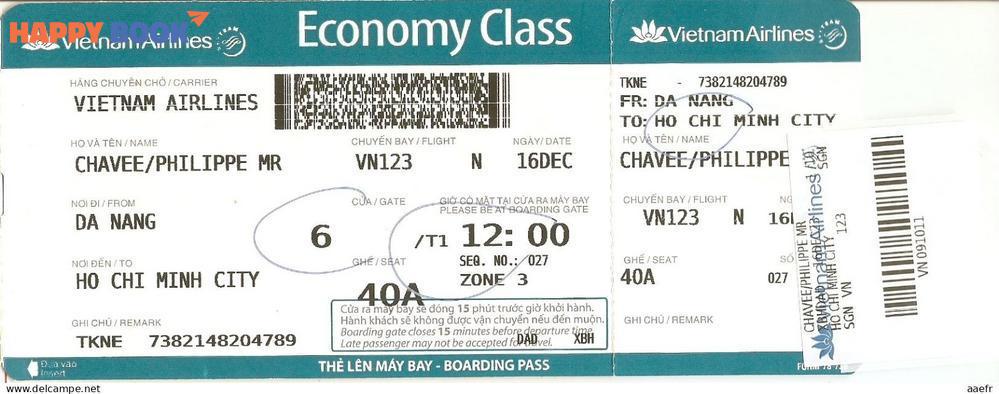 HAPPY BOOK
Vietnam Airlines
Economy Class
HÃNG CHUYÊN CHỞ / CARRIER
VIETNAM AIRLINES
HỌ VÀ TÊN / NAME
CHAVEE/PHILIPPE MR
CHUYẾN BAY / FLIGHT
VN123 N
NGÀY/ DATE
16DEC
NƠI ĐI / FROM
DA NANG
CỬA / GATE
6
GIỜ CÓ MẶT TẠI CỬA RA MÁY BAY
PLEASE BE AT BOARDING GATE
/T1 12:00
NƠI ĐẾN / TO
HO CHI MINH CITY
GHẾ / SEAT
40A
SEQ. NO.: 027
ZONE 3
GHI CHÚ / REMARK
TKNE 7382148204789
Cửa ra máy bay sẽ đóng 15 phút trước giờ khởi hành.
Hành khách sẽ không được vận chuyển nếu đến muộn.
Boarding gate closes 15 minutes before departure time.
Late passenger may not be accepted for travel.
DAD XBH
Đưa vào
Insert
THẺ LÊN MÁY BAY - BOARDING PASS
Vietnam Airlines
TKNE - 7382148204789
FR: DA NANG
TO: HO CHI MINH CITY
HỌ VÀ TÊN / NAME
CHAVEE/PHILIPPE
CHUYẾN BAY / FLIGHT
VN123 N
GHẾ / SEAT
40A
SỐ
027
GHI CHÚ / REMARK
CHAVEE/PHILIPPE MR
HO CHI MINH CITY 123
SGN VN
SGN
Vietnam Airlines
VN 091011
www.delcampe.net
aaefr